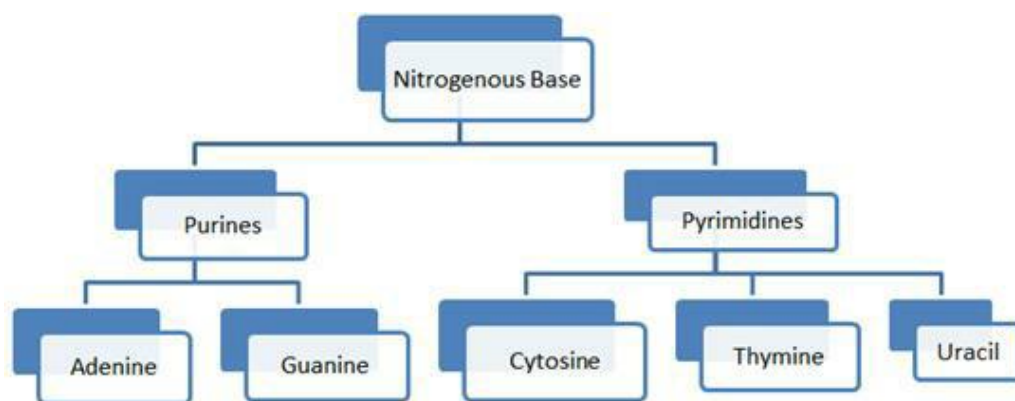 Nitrogenous Base
Purines
Pyrimidines
Adenine
Guanine
Cytosine
Thymine
Uracil